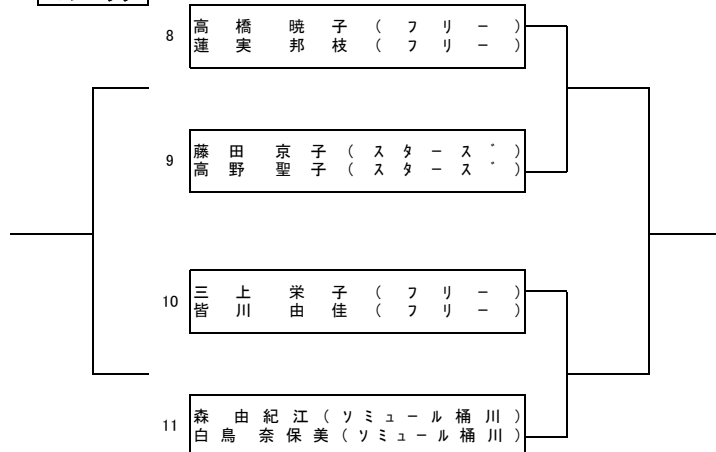 8
高橋 暁子(フリー)
蓮実 邦枝(フリー)
9
藤田 京子(スターズ)
高野 聖子(スターズ)
10
三上 栄子(フリー)
皆川 由佳(フリー)
11
森 由紀江(ソミュール桶川)
白鳥 奈保美(ソミュール桶川)